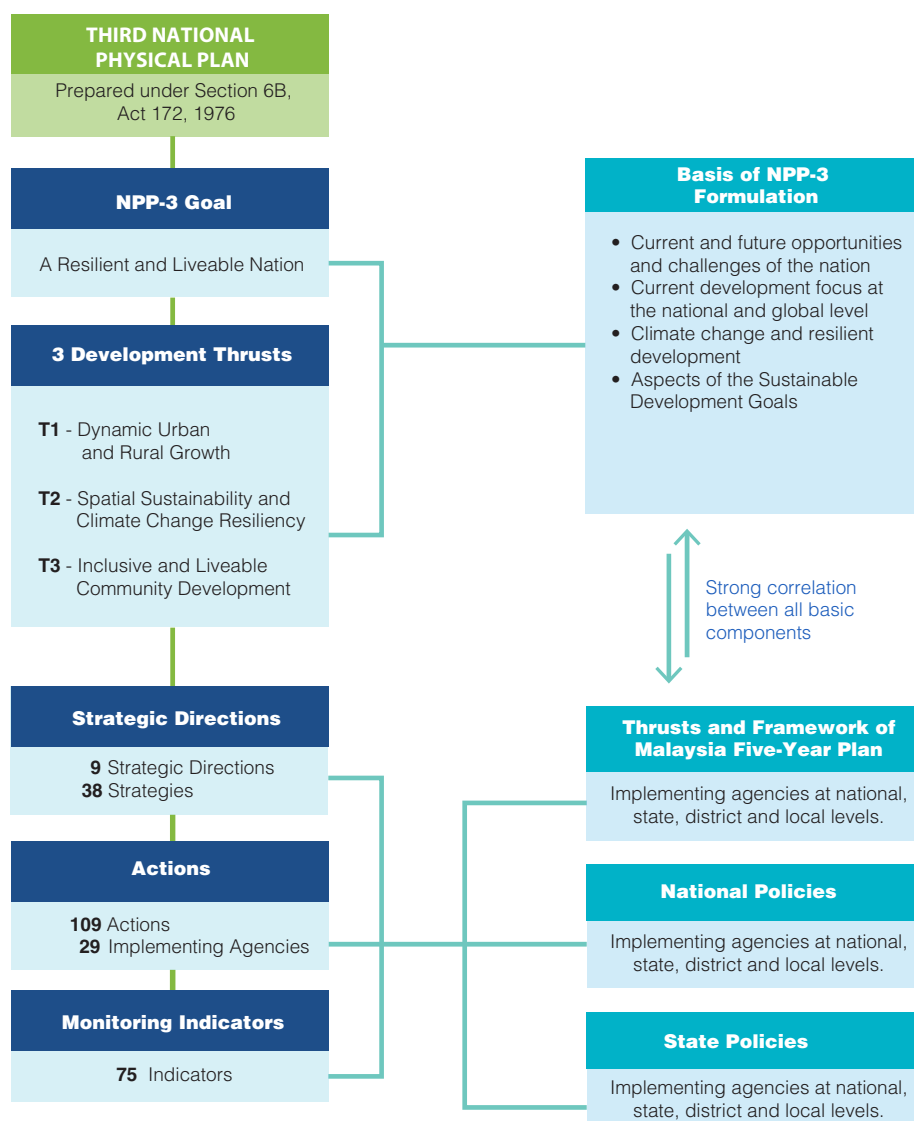 THIRD NATIONAL
PHYSICAL PLAN
Prepared under Section 6B,
Act 172, 1976
NPP-3 Goal
A Resilient and Liveable Nation
3 Development Thrusts
T1 - Dynamic Urban
and Rural Growth
T2 - Spatial Sustainability and
Climate Change Resiliency
T3 - Inclusive and Liveable
Community Development
Strategic Directions
9 Strategic Directions
38 Strategies
Actions
109 Actions
29 Implementing Agencies
Monitoring Indicators
75 Indicators
Basis of NPP-3
Formulation
• Current and future opportunities
and challenges of the nation
• Current development focus at
the national and global level
• Climate change and resilient
development
• Aspects of the Sustainable
Development Goals
Strong correlation
between all basic
components
Thrusts and Framework of
Malaysia Five-Year Plan
Implementing agencies at national,
state, district and local levels.
National Policies
Implementing agencies at national,
state, district and local levels.
State Policies
Implementing agencies at national,
state, district and local levels.